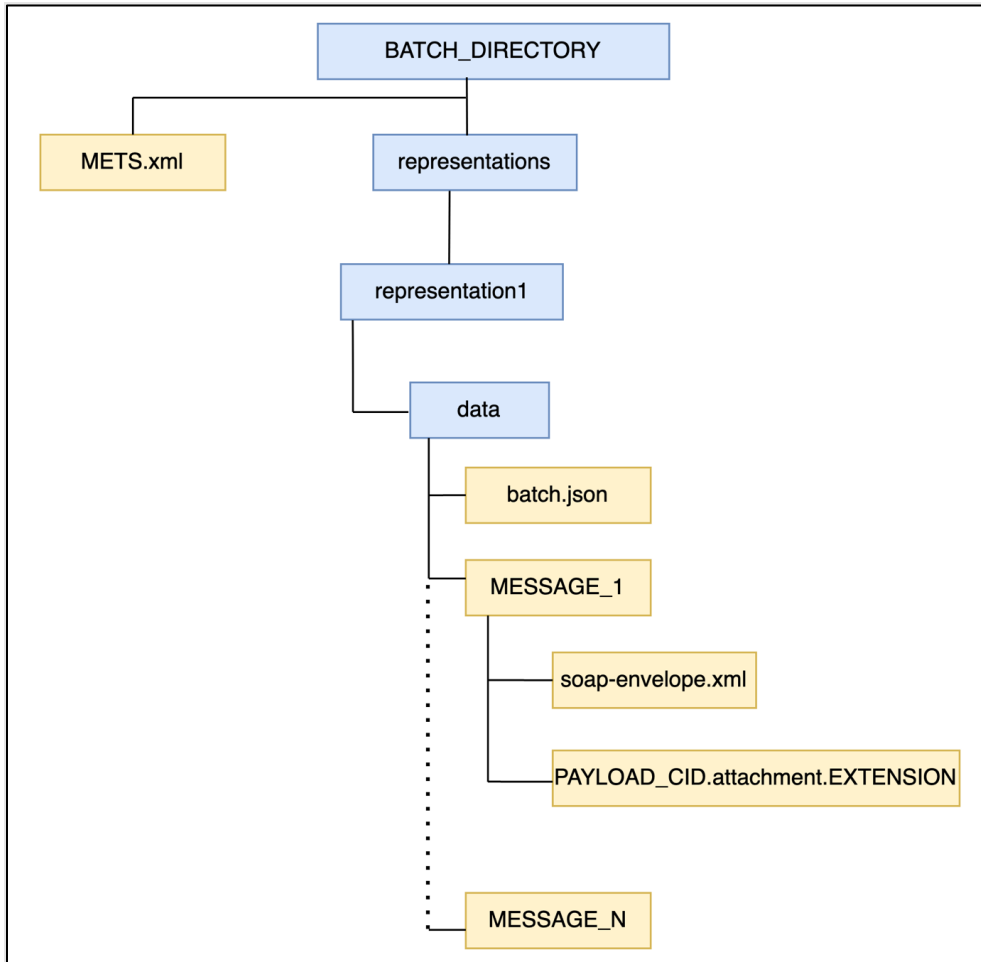 BATCH_DIRECTORY
METS.xml
representations
representation1
data
batch.json
MESSAGE_1
soap-envelope.xml
PAYLOAD_CID.attachment.EXTENSION
MESSAGE_N